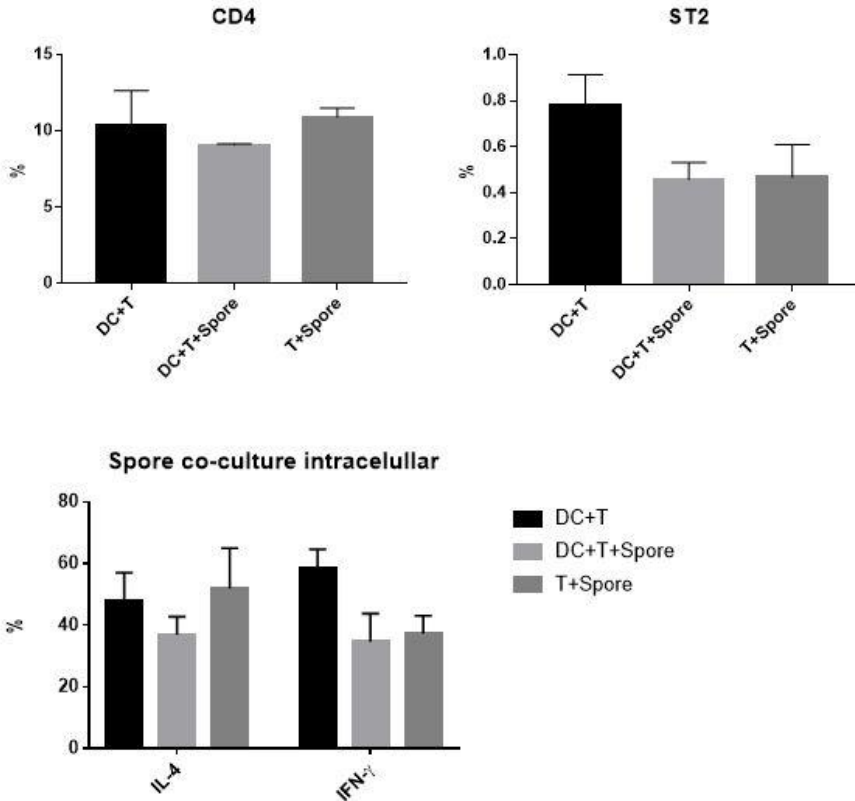 CD4
15
10
5
0
%
DC+T
DC+T+Spore
T+Spore
ST2
1.0
0.8
0.6
0.4
0.2
0.0
%
DC+T
DC+T+Spore
T+Spore
Spore co-culture intracelullar
80
60
40
20
0
%
IL-4
IFN-γ
DC+T
DC+T+Spore
T+Spore